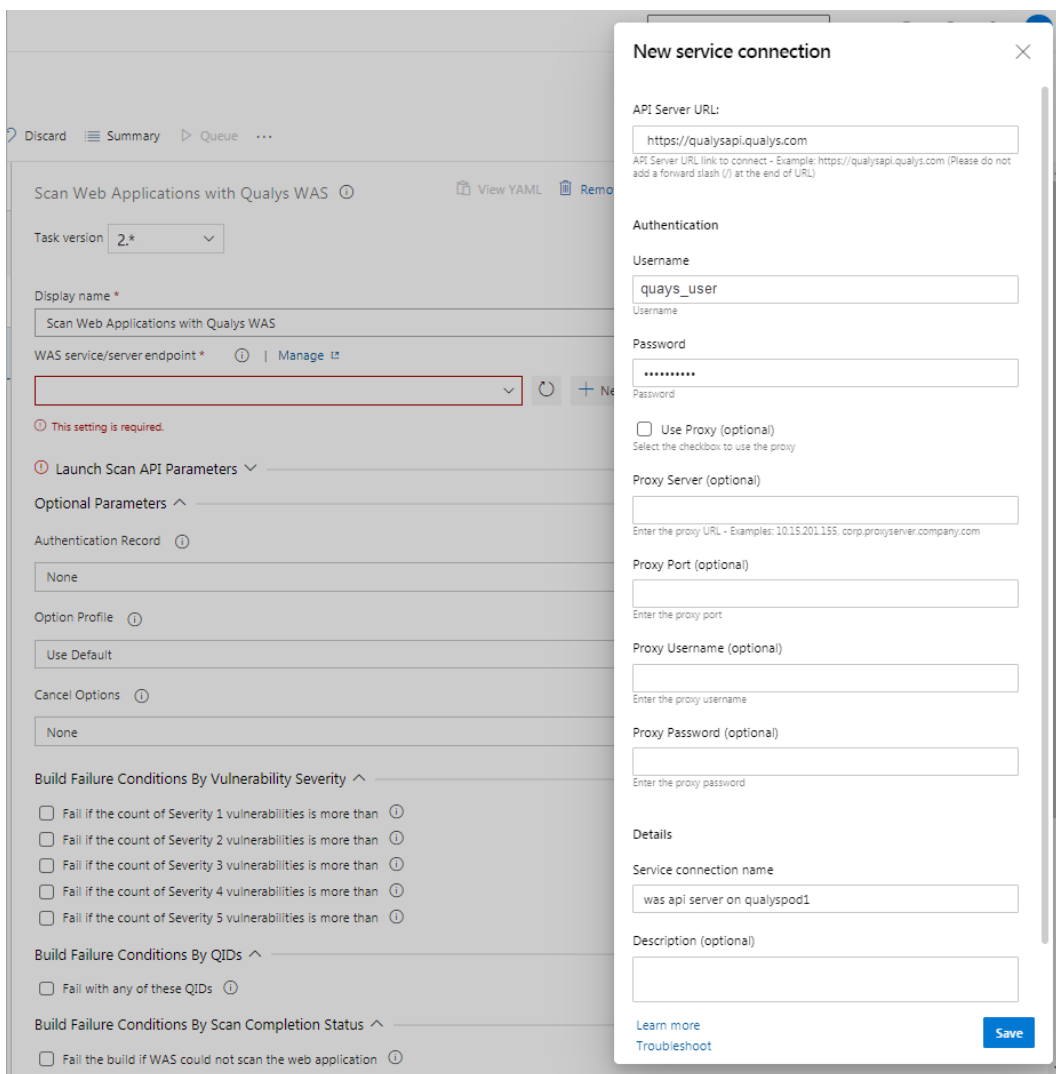 Discard Summary Queue ...
Scan Web Applications with Qualys WAS
View YAML Remo
Task version 2.*
Display name *
Scan Web Applications with Qualys WAS
WAS service/server endpoint * | Manage
Ne
This setting is required.
Launch Scan API Parameters
Optional Parameters
Authentication Record
None
Option Profile
Use Default
Cancel Options
None
Build Failure Conditions By Vulnerability Severity
Fail if the count of Severity 1 vulnerabilities is more than
Fail if the count of Severity 2 vulnerabilities is more than
Fail if the count of Severity 3 vulnerabilities is more than
Fail if the count of Severity 4 vulnerabilities is more than
Fail if the count of Severity 5 vulnerabilities is more than
Build Failure Conditions By QIDs
Fail with any of these QIDs
Build Failure Conditions By Scan Completion Status
Fail the build if WAS could not scan the web application
New service connection
API Server URL:
https://qualysapi.qualys.com
API Server URL link to connect - Example: https://qualysapi.qualys.com (Please do not
add a forward slash (/) at the end of URL)
Authentication
Username
quays_user
Username
Password
••••••••••
Password
Use Proxy (optional)
Select the checkbox to use the proxy
Proxy Server (optional)
Enter the proxy URL - Examples: 10.15.201.155, corp.proxyserver.company.com
Proxy Port (optional)
Enter the proxy port
Proxy Username (optional)
Enter the proxy username
Proxy Password (optional)
Enter the proxy password
Details
Service connection name
was api server on qualyspod1
Description (optional)
Learn more
Troubleshoot
Save